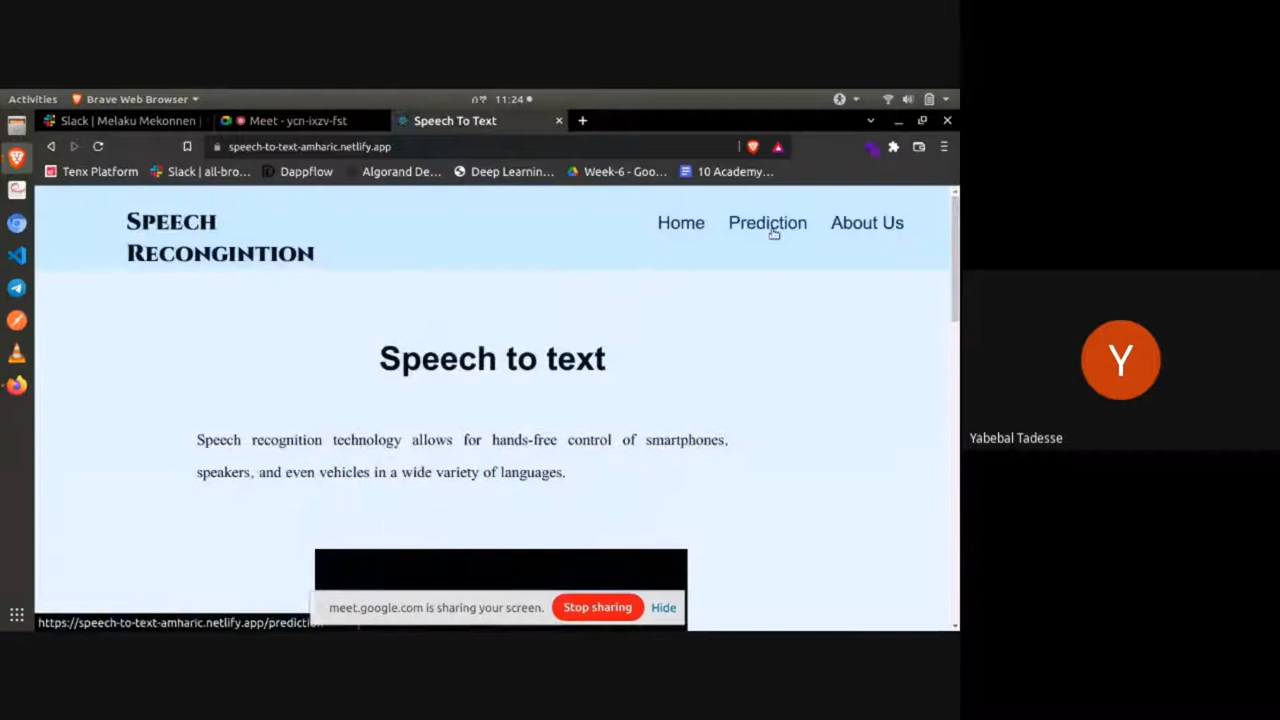 Activities Brave Web Browser ሰዓ 11:24
Slack | Melaku Mekonnen | Meet - ycn-ixzv-fst Speech To Text
speech-to-text-amharic.netlify.app
Tenx Platform Slack | all-bro... Dappflow Algorand De... Deep Learnin... Week-6 - Goo... 10 Academy...
SPEECH
RECONGINTION
Home Prediction About Us
Speech to text
Speech recognition technology allows for hands-free control of smartphones,
speakers, and even vehicles in a wide variety of languages.
meet.google.com is sharing your screen. Stop sharing Hide
https://speech-to-text-amharic.netlify.app/prediction
Y
Yabebal Tadesse